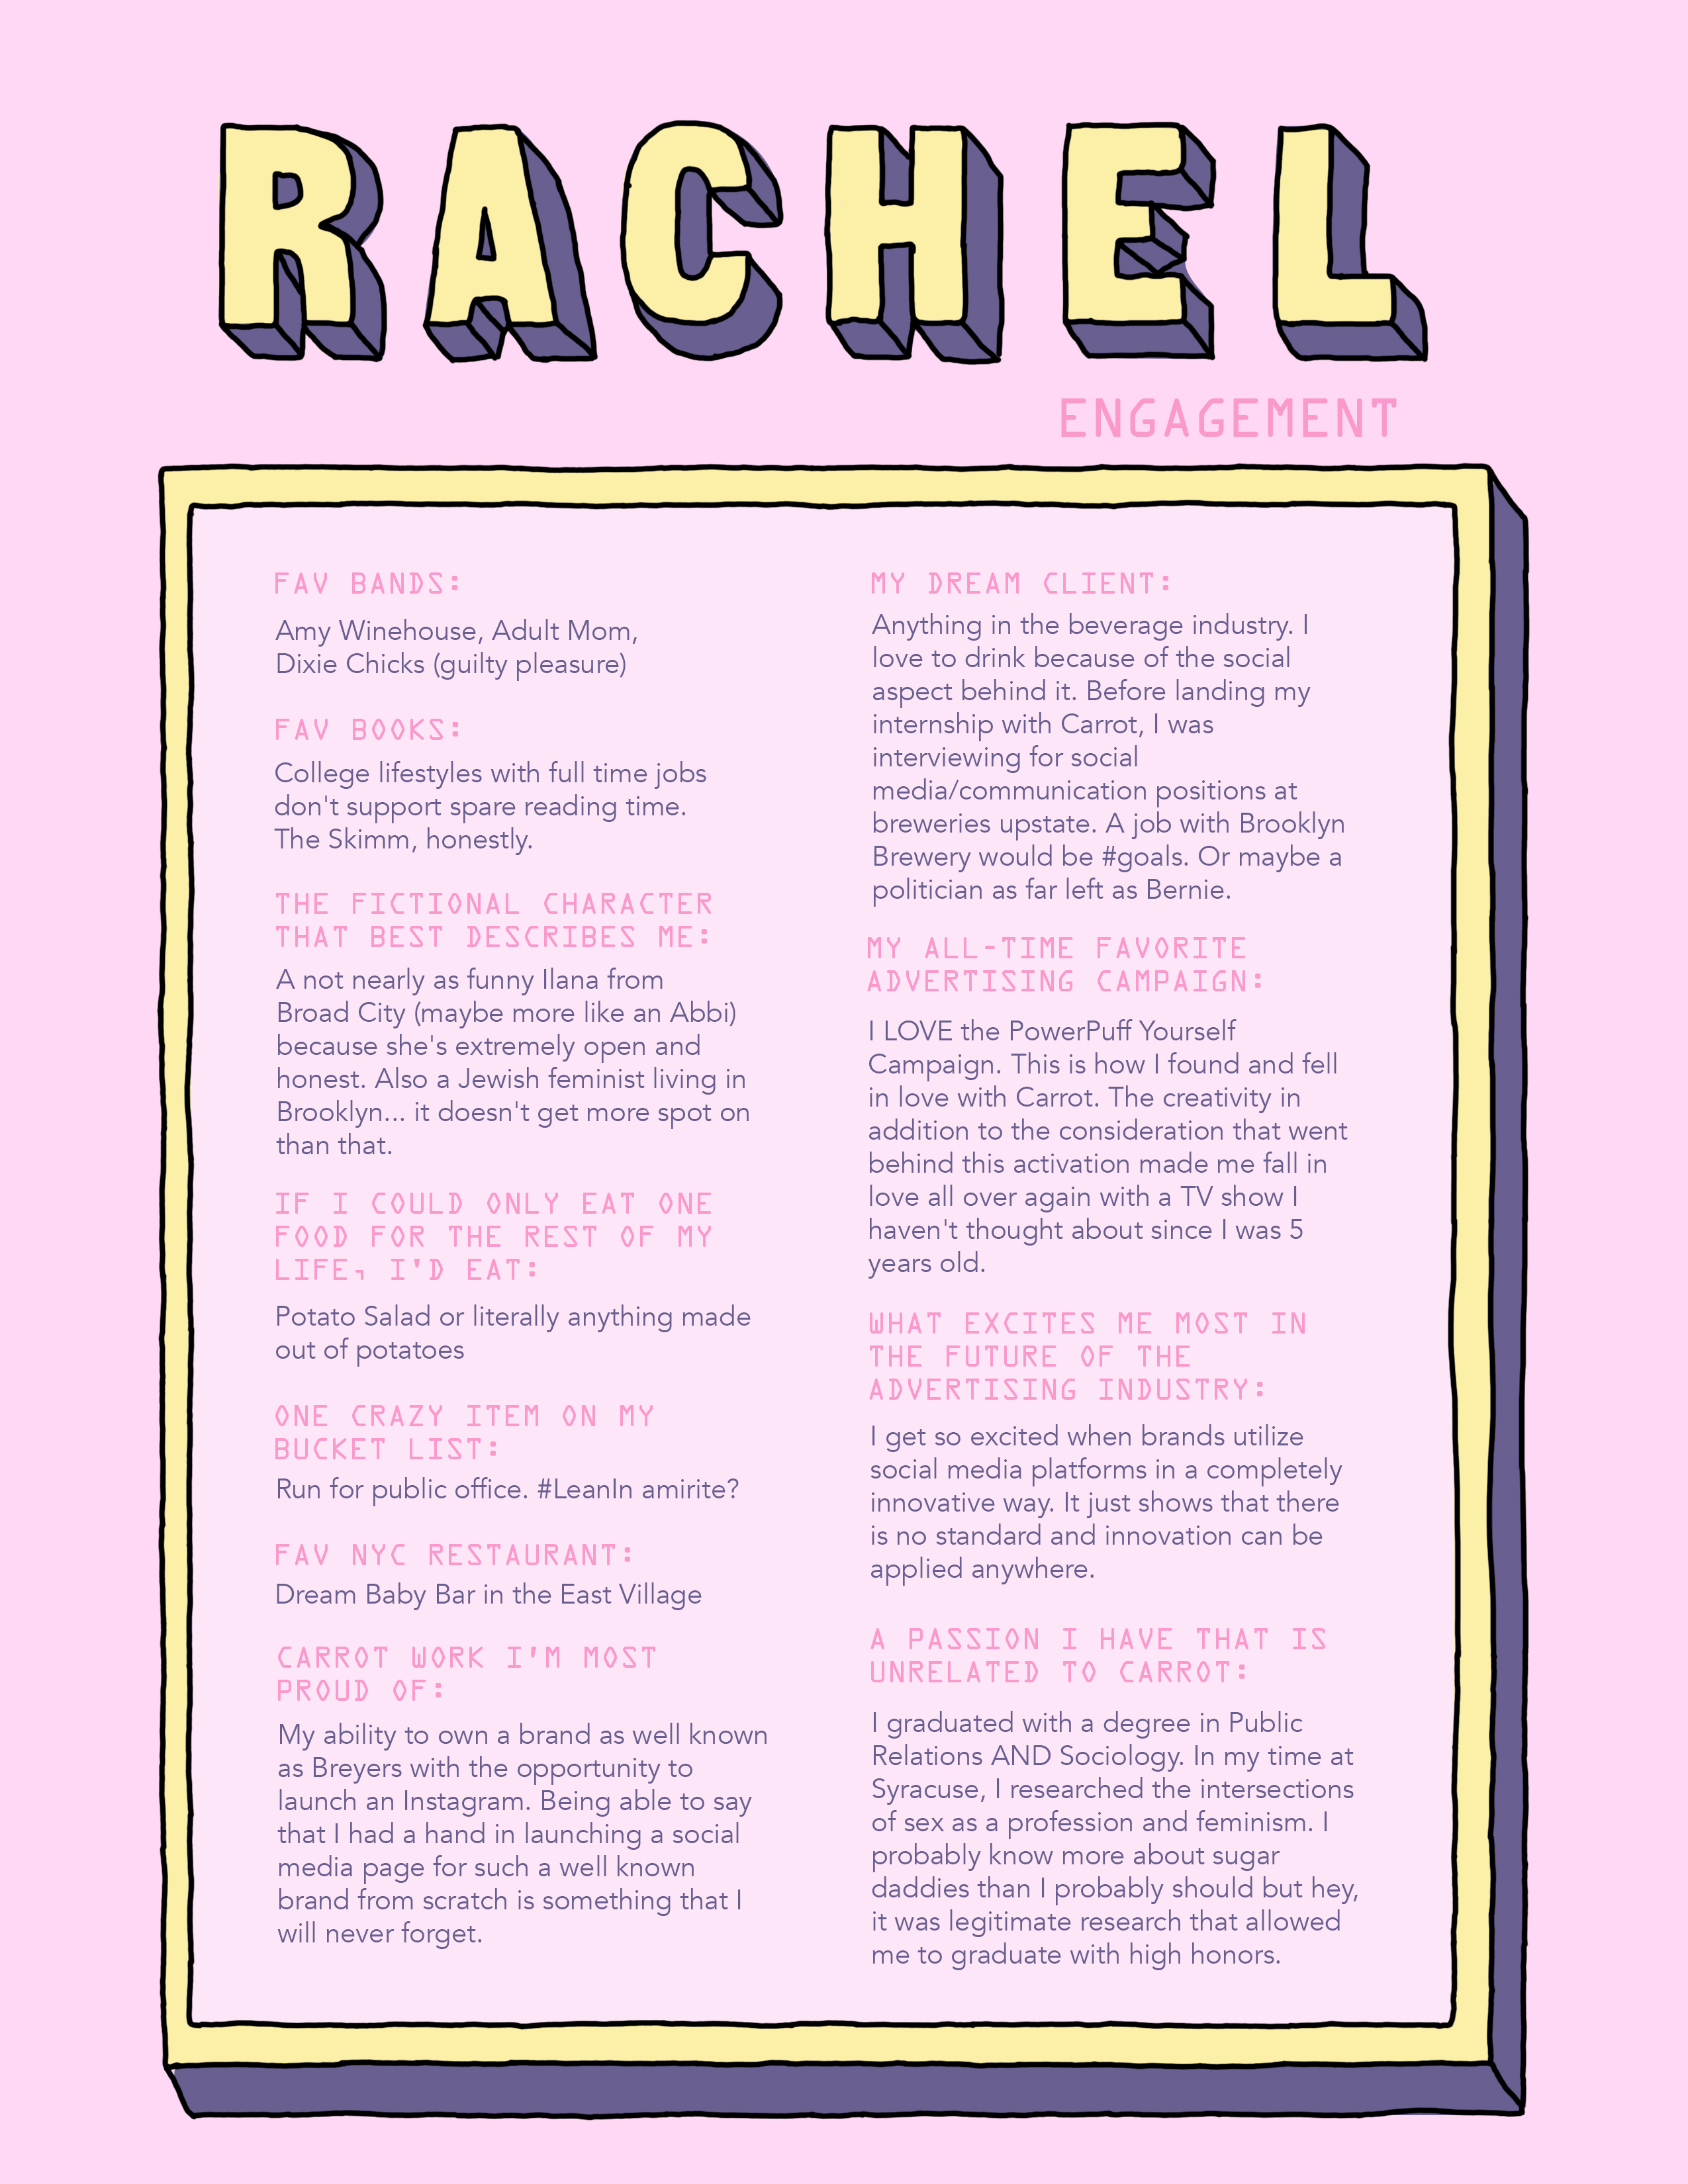 RACHEL
ENGAGEMENT
FAV BANDS:
Amy Winehouse, Adult Mom,
Dixie Chicks (guilty pleasure)
FAV BOOKS:
College lifestyles with full time jobs
don't support spare reading time.
The Skimm, honestly.
THE FICTIONAL CHARACTER
THAT BEST DESCRIBES ME:
A not nearly as funny Ilana from
Broad City (maybe more like an Abbi)
because she's extremely open and
honest. Also a Jewish feminist living in
Brooklyn... it doesn't get more spot on
than that.
IF I COULD ONLY EAT ONE
FOOD FOR THE REST OF MY
LIFE, I'D EAT:
Potato Salad or literally anything made
out of potatoes
ONE CRAZY ITEM ON MY
BUCKET LIST:
Run for public office. #LeanIn amirite?
FAV NYC RESTAURANT:
Dream Baby Bar in the East Village
CARROT WORK I'M MOST
PROUD OF:
My ability to own a brand as well known
as Breyers with the opportunity to
launch an Instagram. Being able to say
that I had a hand in launching a social
media page for such a well known
brand from scratch is something that I
will never forget.
MY DREAM CLIENT:
Anything in the beverage industry. I
love to drink because of the social
aspect behind it. Before landing my
internship with Carrot, I was
interviewing for social
media/communication positions at
breweries upstate. A job with Brooklyn
Brewery would be #goals. Or maybe a
politician as far left as Bernie.
MY ALL-TIME FAVORITE
ADVERTISING CAMPAIGN:
I LOVE the PowerPuff Yourself
Campaign. This is how I found and fell
in love with Carrot. The creativity in
addition to the consideration that went
behind this activation made me fall in
love all over again with a TV show I
haven't thought about since I was 5
years old.
WHAT EXCITES ME MOST IN
THE FUTURE OF THE
ADVERTISING INDUSTRY:
I get so excited when brands utilize
social media platforms in a completely
innovative way. It just shows that there
is no standard and innovation can be
applied anywhere.
A PASSION I HAVE THAT IS
UNRELATED TO CARROT:
I graduated with a degree in Public
Relations AND Sociology. In my time at
Syracuse, I researched the intersections
of sex as a profession and feminism. I
probably know more about sugar
daddies than I probably should but hey,
it was legitimate research that allowed
me to graduate with high honors.